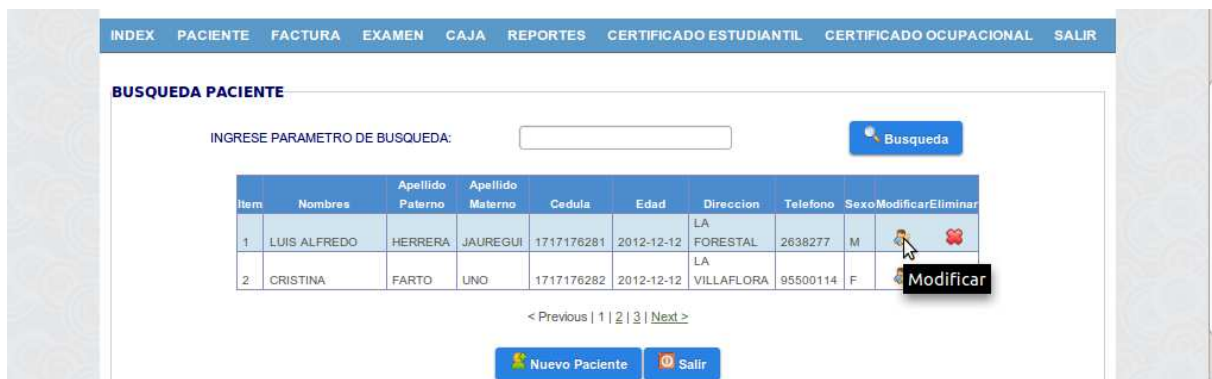 INDEX PACIENTE FACTURA EXAMEN CAJA REPORTES CERTIFICADO ESTUDIANTIL CERTIFICADO OCUPACIONAL SALIR
BUSQUEDA PACIENTE
INGRESE PARAMETRO DE BUSQUEDA: Busqueda
Item Nombres Apellido Paterno Apellido Materno Cedula Edad Direccion Telefono Sexo Modificar Eliminar
1 LUIS ALFREDO HERRERA JAUREGUI 1717176281 2012-12-12 LA FORESTAL 2638277 M
2 CRISTINA FARTO UNO 1717176282 2012-12-12 LA VILLAFLORA 95500114 F
Modificar
< Previous | 1 | 2 | 3 | Next >
Nuevo Paciente Salir